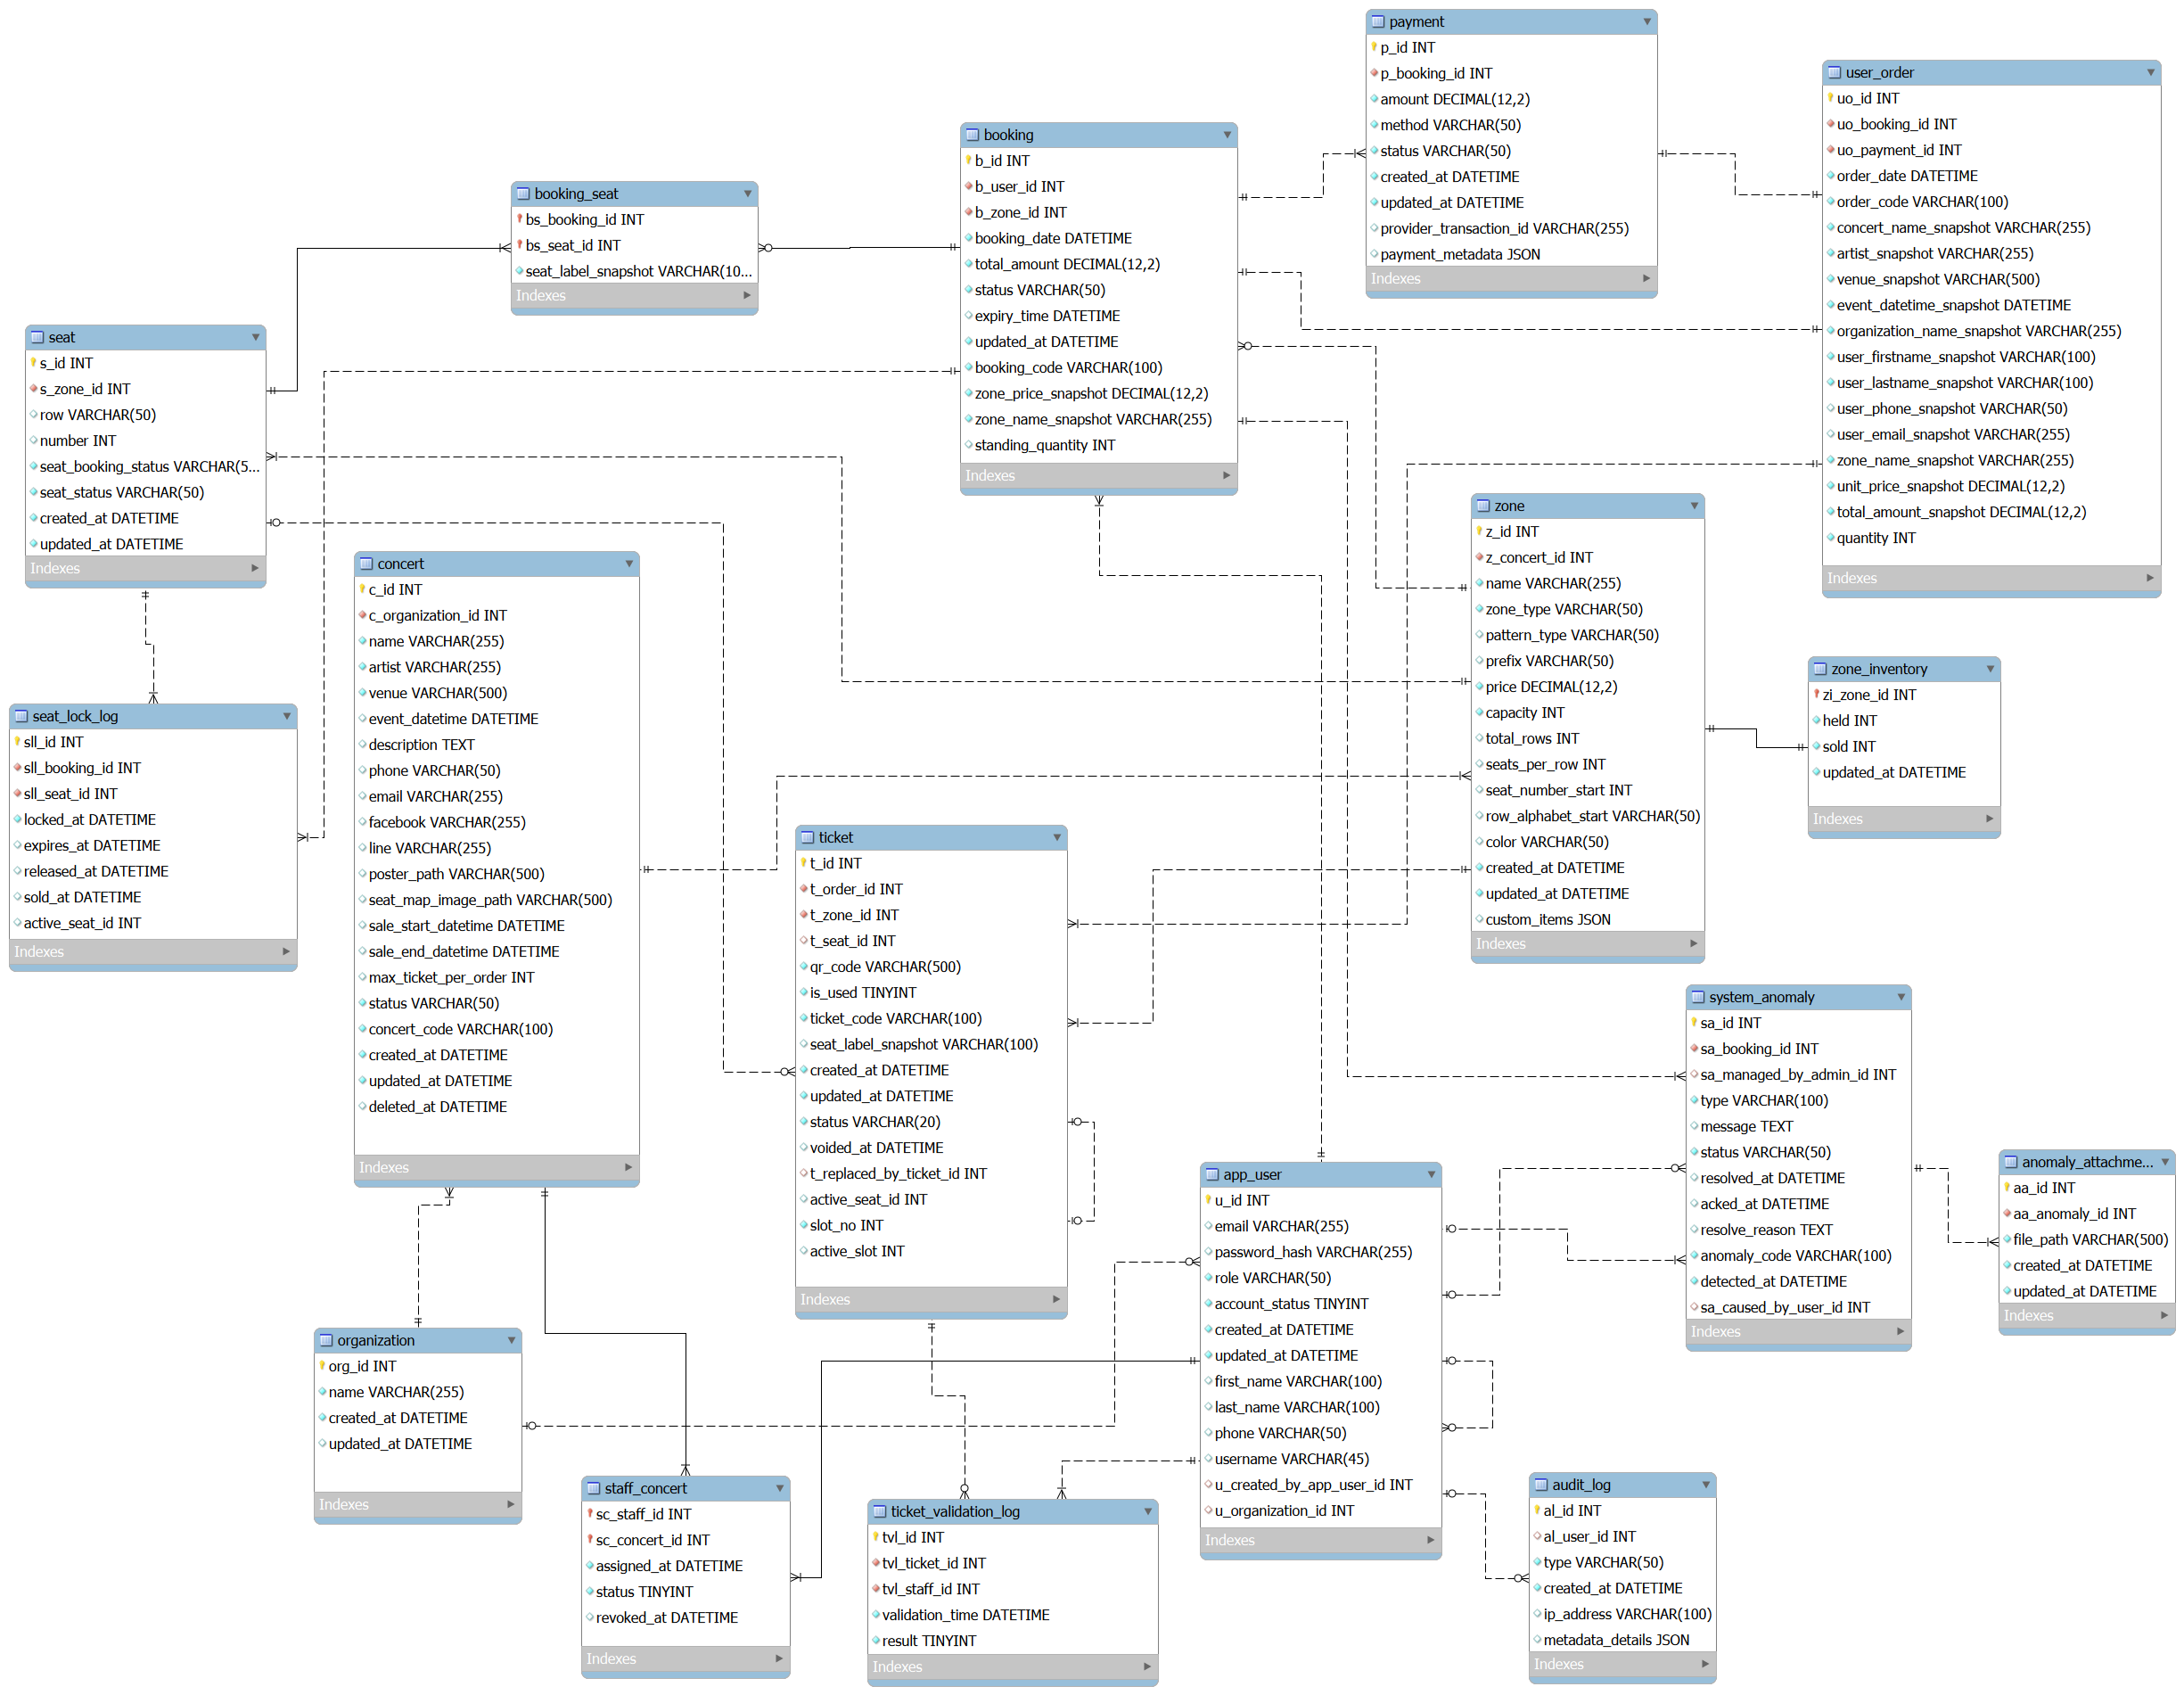 payment
p_id INT
p_booking_id INT
amount DECIMAL(12,2)
method VARCHAR(50)
status VARCHAR(50)
created_at DATETIME
updated_at DATETIME
provider_transaction_id VARCHAR(255)
payment_metadata JSON
Indexes
user_order
uo_id INT
uo_booking_id INT
uo_payment_id INT
order_date DATETIME
order_code VARCHAR(100)
concert_name_snapshot VARCHAR(255)
artist_snapshot VARCHAR(255)
venue_snapshot VARCHAR(500)
event_datetime_snapshot DATETIME
organization_name_snapshot VARCHAR(255)
user_firstname_snapshot VARCHAR(100)
user_lastname_snapshot VARCHAR(100)
user_phone_snapshot VARCHAR(50)
user_email_snapshot VARCHAR(255)
zone_name_snapshot VARCHAR(255)
unit_price_snapshot DECIMAL(12,2)
total_amount_snapshot DECIMAL(12,2)
quantity INT
Indexes
booking
b_id INT
b_user_id INT
b_zone_id INT
booking_date DATETIME
total_amount DECIMAL(12,2)
status VARCHAR(50)
expiry_time DATETIME
updated_at DATETIME
booking_code VARCHAR(100)
zone_price_snapshot DECIMAL(12,2)
zone_name_snapshot VARCHAR(255)
standing_quantity INT
Indexes
booking_seat
bs_booking_id INT
bs_seat_id INT
seat_label_snapshot VARCHAR(10...
Indexes
seat
s_id INT
s_zone_id INT
row VARCHAR(50)
number INT
seat_booking_status VARCHAR(5...
seat_status VARCHAR(50)
created_at DATETIME
updated_at DATETIME
Indexes
zone
z_id INT
z_concert_id INT
name VARCHAR(255)
zone_type VARCHAR(50)
pattern_type VARCHAR(50)
prefix VARCHAR(50)
price DECIMAL(12,2)
capacity INT
total_rows INT
seats_per_row INT
seat_number_start INT
row_alphabet_start VARCHAR(50)
color VARCHAR(50)
created_at DATETIME
updated_at DATETIME
custom_items JSON
Indexes
concert
c_id INT
c_organization_id INT
name VARCHAR(255)
artist VARCHAR(255)
venue VARCHAR(500)
event_datetime DATETIME
description TEXT
phone VARCHAR(50)
email VARCHAR(255)
facebook VARCHAR(255)
line VARCHAR(255)
poster_path VARCHAR(500)
seat_map_image_path VARCHAR(500)
sale_start_datetime DATETIME
sale_end_datetime DATETIME
max_ticket_per_order INT
status VARCHAR(50)
concert_code VARCHAR(100)
created_at DATETIME
updated_at DATETIME
deleted_at DATETIME
Indexes
zone_inventory
zi_zone_id INT
held INT
sold INT
updated_at DATETIME
Indexes
seat_lock_log
sll_id INT
sll_booking_id INT
sll_seat_id INT
locked_at DATETIME
expires_at DATETIME
released_at DATETIME
sold_at DATETIME
active_seat_id INT
Indexes
ticket
t_id INT
t_order_id INT
t_zone_id INT
t_seat_id INT
qr_code VARCHAR(500)
is_used TINYINT
ticket_code VARCHAR(100)
seat_label_snapshot VARCHAR(100)
created_at DATETIME
updated_at DATETIME
status VARCHAR(20)
voided_at DATETIME
t_replaced_by_ticket_id INT
active_seat_id INT
slot_no INT
active_slot INT
Indexes
system_anomaly
sa_id INT
sa_booking_id INT
sa_managed_by_admin_id INT
type VARCHAR(100)
message TEXT
status VARCHAR(50)
resolved_at DATETIME
acked_at DATETIME
resolve_reason TEXT
anomaly_code VARCHAR(100)
detected_at DATETIME
sa_caused_by_user_id INT
Indexes
anomaly_attachme...
aa_id INT
aa_anomaly_id INT
file_path VARCHAR(500)
created_at DATETIME
updated_at DATETIME
Indexes
app_user
u_id INT
email VARCHAR(255)
password_hash VARCHAR(255)
role VARCHAR(50)
account_status TINYINT
created_at DATETIME
updated_at DATETIME
first_name VARCHAR(100)
last_name VARCHAR(100)
phone VARCHAR(50)
username VARCHAR(45)
u_created_by_app_user_id INT
u_organization_id INT
Indexes
organization
org_id INT
name VARCHAR(255)
created_at DATETIME
updated_at DATETIME
Indexes
staff_concert
sc_staff_id INT
sc_concert_id INT
assigned_at DATETIME
status TINYINT
revoked_at DATETIME
Indexes
ticket_validation_log
tvl_id INT
tvl_ticket_id INT
tvl_staff_id INT
validation_time DATETIME
result TINYINT
Indexes
audit_log
al_id INT
al_user_id INT
type VARCHAR(50)
created_at DATETIME
ip_address VARCHAR(100)
metadata_details JSON
Indexes